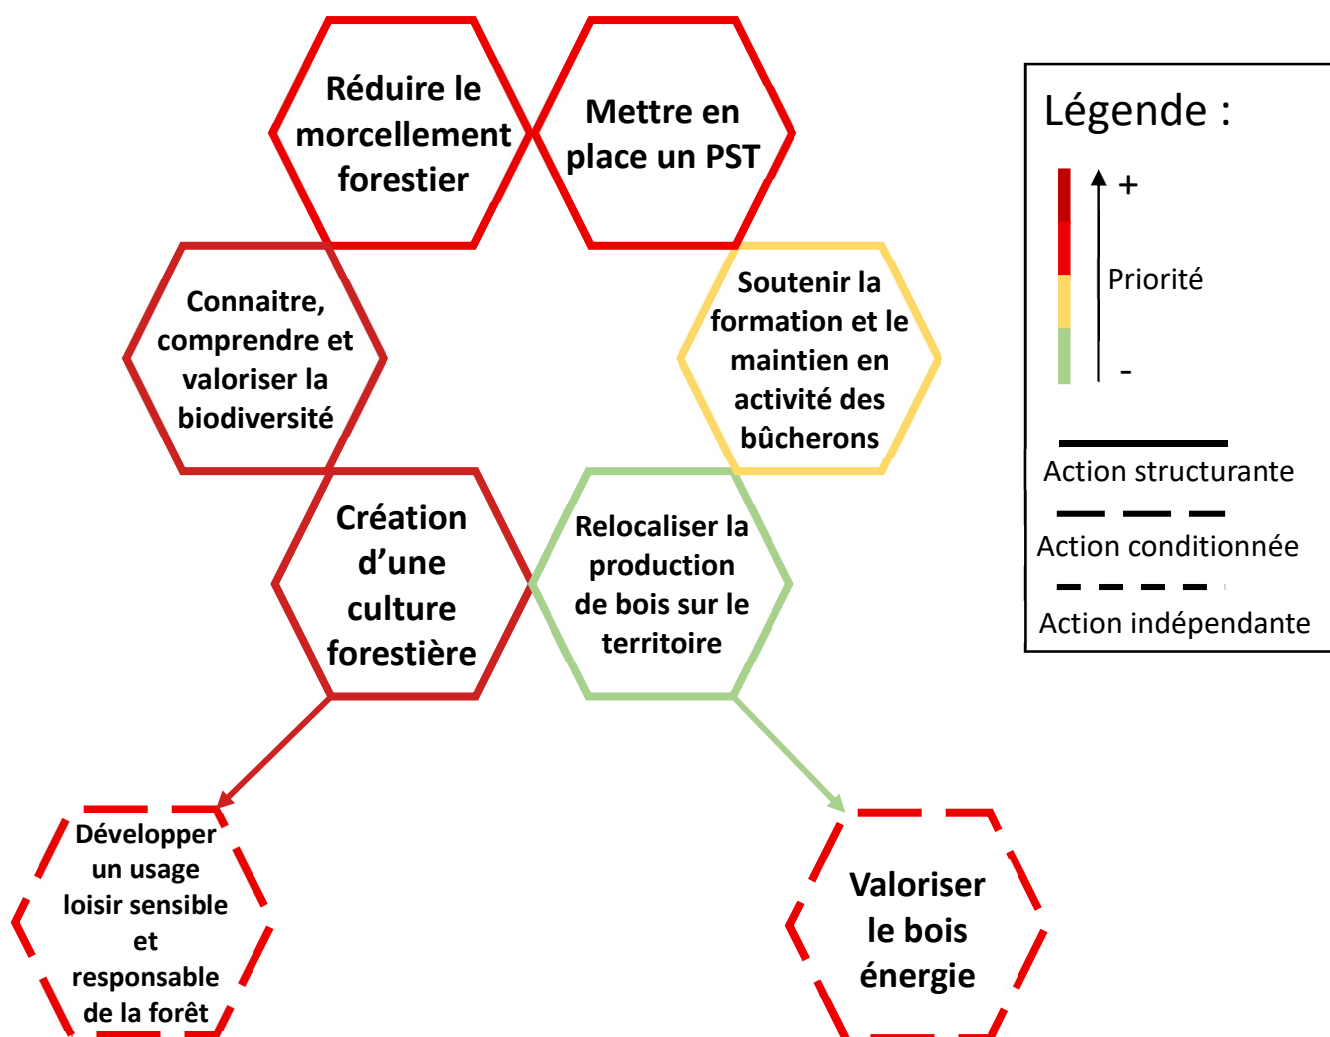 Réduire le
morcellement
forestier
Mettre en
place un PST
Connaitre,
comprendre et
valoriser la
biodiversité
Soutenir la
formation et le
maintien en
activité des
bûcherons
Création
d’une
culture
forestière
Relocaliser la
production
de bois sur le
territoire
Développer
un usage
loisir sensible
et
responsable
de la forêt
Valoriser
le bois
énergie
Légende :
+
Priorité
-
Action structurante
Action conditionnée
Action indépendante